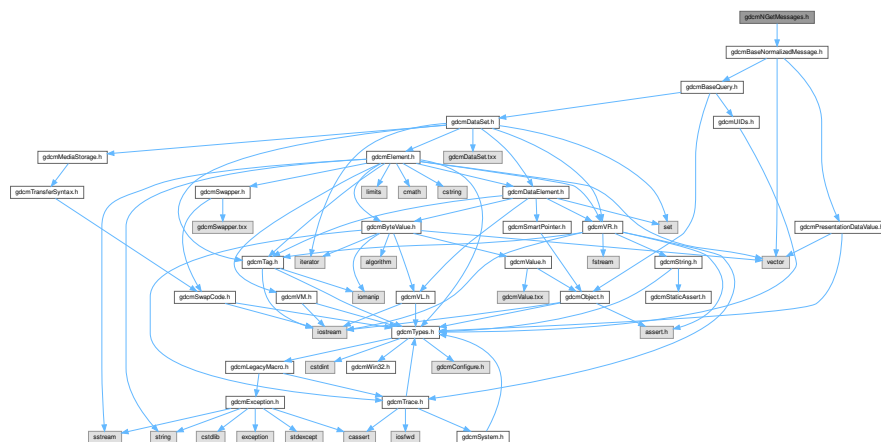 gdcmNGetMessages.h
gdcmBaseNormalizedMessage.h
gdcmBaseQuery.h
gdcmDataSet.h
gdcmUIDs.h
gdcmMediaStorage.h
gdcmElement.h
gdcmDataSet.txx
gdcmTransferSyntax.h
gdcmSwapper.h
limits
cmath
cstring
gdcmDataElement.h
gdcmSwapper.txx
gdcmByteValue.h
gdcmSmartPointer.h
gdcmVR.h
set
gdcmPresentationDataValue.h
gdcmTag.h
iterator
algorithm
gdcmValue.h
fstream
gdcmString.h
vector
gdcmSwapCode.h
gdcmVM.h
iomanip
gdcmVL.h
gdcmValue.txx
gdcmObject.h
gdcmStaticAssert.h
iostream
gdcmTypes.h
assert.h
gdcmLegacyMacro.h
cstdint
gdcmWin32.h
gdcmConfigure.h
gdcmException.h
gdcmTrace.h
sstream
string
cstdlib
exception
stdexcept
cassert
iosfwd
gdcmSystem.h